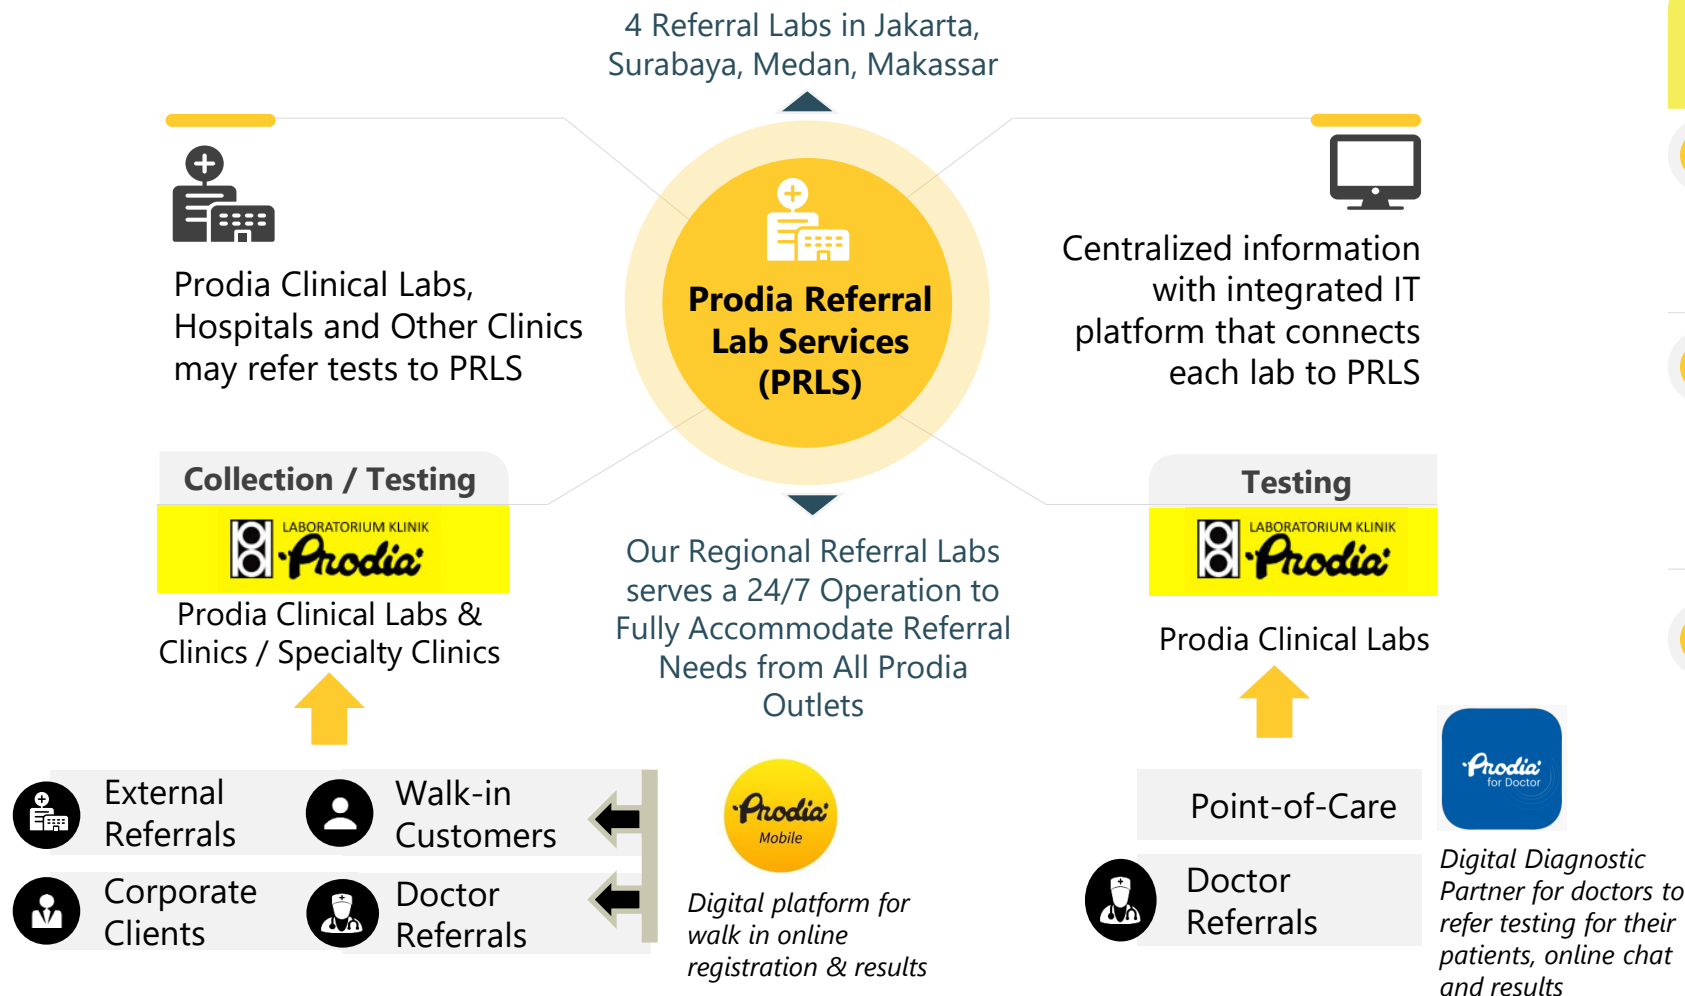 4 Referral Labs in Jakarta,
Surabaya, Medan, Makassar
Prodia Clinical Labs,
Hospitals and Other Clinics
may refer tests to PRLS
Prodia Referral
Lab Services
(PRLS)
Centralized information
with integrated IT
platform that connects
each lab to PRLS
Collection / Testing
LABORATORIUM KLINIK
Prodia
Prodia Clinical Labs &
Clinics / Specialty Clinics
Our Regional Referral Labs
serves a 24/7 Operation to
Fully Accommodate Referral
Needs from All Prodia
Outlets
Testing
LABORATORIUM KLINIK
Prodia
Prodia Clinical Labs
External
Referrals
Walk-in
Customers
Corporate
Clients
Doctor
Referrals
Prodia
Mobile
Digital platform for
walk in online
registration & results
Point-of-Care
Doctor
Referrals
Prodia
for Doctor
Digital Diagnostic
Partner for doctors to
refer testing for their
patients, online chat
and results